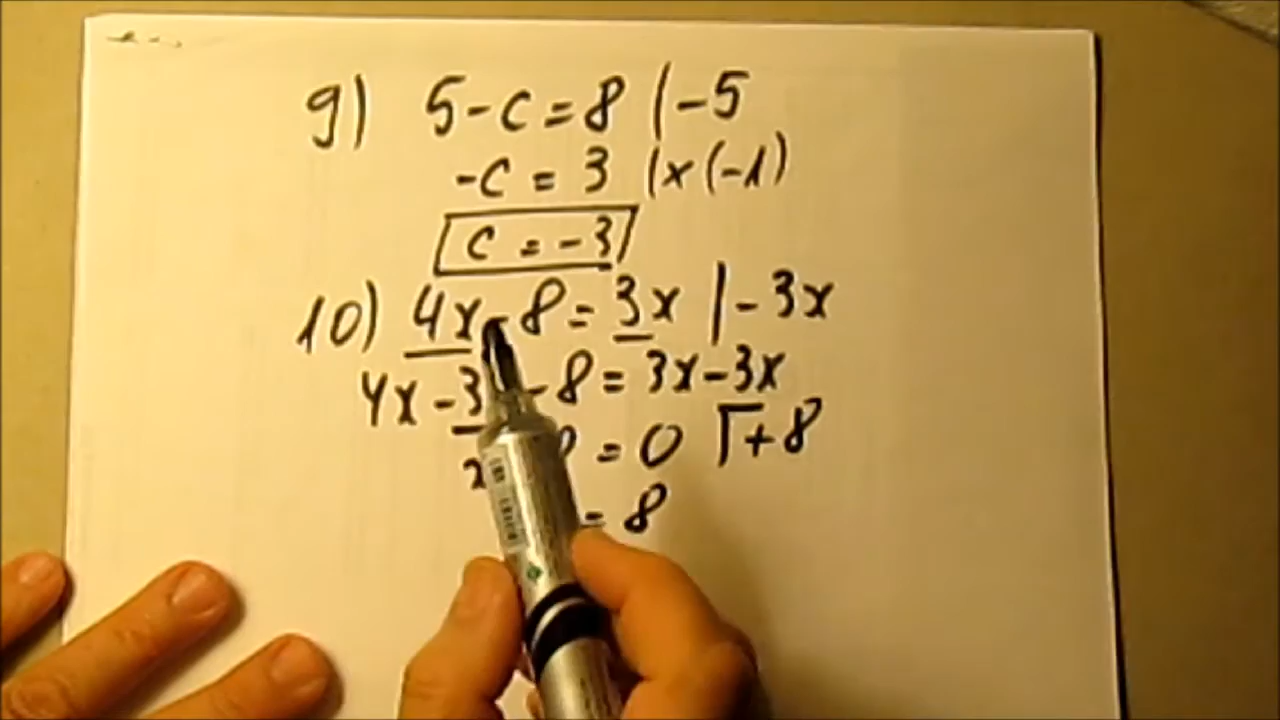 9) 5-c=8 |-5
-c = 3 |x (-1)
c = -3
10) 4x-8=3x |-3x
4x-3 -8=3x-3x
= 0 |+8
= 8